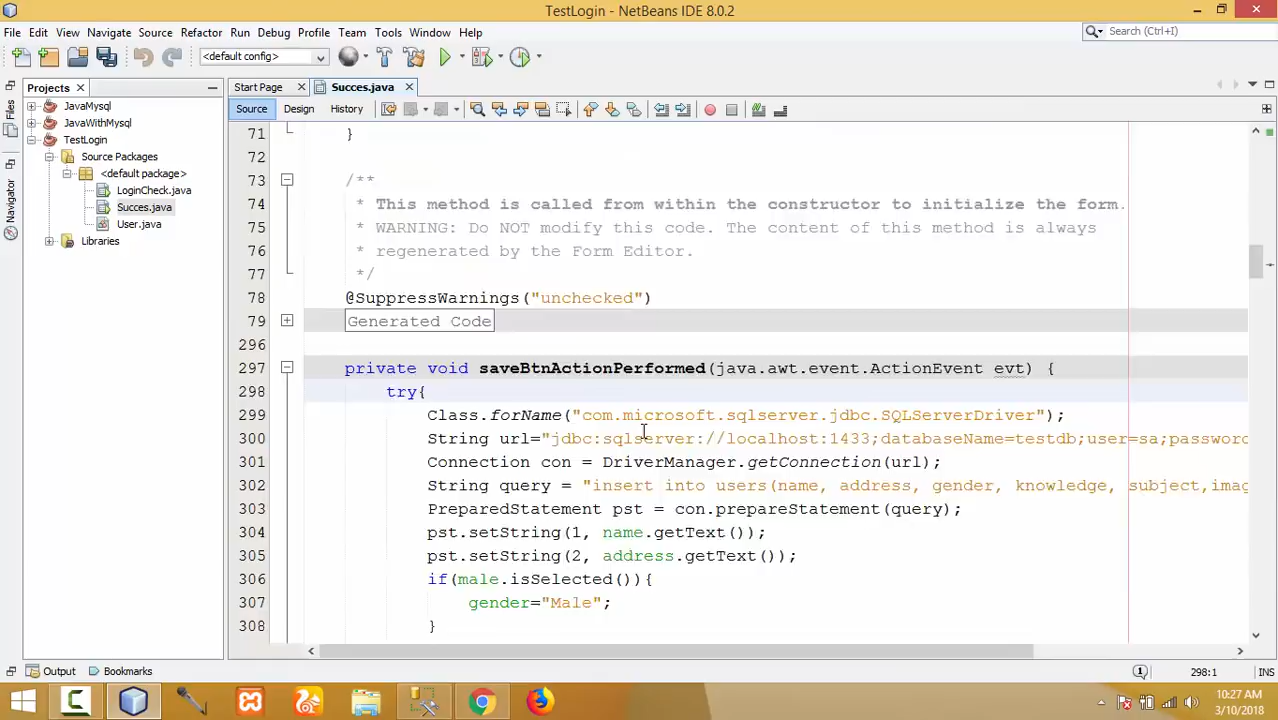 TestLogin - NetBeans IDE 8.0.2
File Edit View Navigate Source Refactor Run Debug Profile Team Tools Window Help
Search (Ctrl+I)
<default config>
Projects
Start Page
Succes.java
Files
Navigator
JavaMysql
JavaWithMysql
TestLogin
Source Packages
<default package>
LoginCheck.java
Succes.java
User.java
Libraries
Source Design History
71 }
72
73 /**
74 * This method is called from within the constructor to initialize the form.
75 * WARNING: Do NOT modify this code. The content of this method is always
76 * regenerated by the Form Editor.
77 */
78 @SuppressWarnings("unchecked")
79 Generated Code
296
297 private void saveBtnActionPerformed(java.awt.event.ActionEvent evt) {
298 try{
299 Class.forName("com.microsoft.sqlserver.jdbc.SQLServerDriver");
300 String url="jdbc:sqlserver://localhost:1433;databaseName=testdb;user=sa;password
301 Connection con = DriverManager.getConnection(url);
302 String query = "insert into users(name, address, gender, knowledge, subject,imag
303 PreparedStatement pst = con.prepareStatement(query);
304 pst.setString(1, name.getText());
305 pst.setString(2, address.getText());
306 if(male.isSelected()){
307 gender="Male";
308 }
Output Bookmarks
1
298:1 INS
10:27 AM
3/10/2018